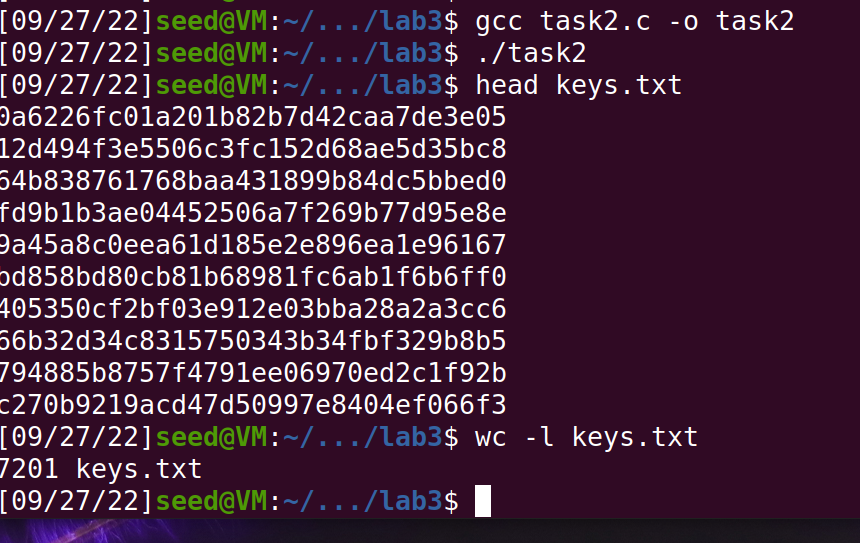 [09/27/22]seed@VM:~/.../lab3$ gcc task2.c -o task2
[09/27/22]seed@VM:~/.../lab3$ ./task2
[09/27/22]seed@VM:~/.../lab3$ head keys.txt
0a6226fc01a201b82b7d42caa7de3e05
12d494f3e5506c3fc152d68ae5d35bc8
64b838761768baa431899b84dc5bbed0
fd9b1b3ae04452506a7f269b77d95e8e
9a45a8c0eea61d185e2e896ea1e96167
bd858bd80cb81b68981fc6ab1f6b6ff0
405350cf2bf03e912e03bba28a2a3cc6
66b32d34c8315750343b34fbf329b8b5
794885b8757f4791ee06970ed2c1f92b
c270b9219acd47d50997e8404ef066f3
[09/27/22]seed@VM:~/.../lab3$ wc -l keys.txt
7201 keys.txt
[09/27/22]seed@VM:~/.../lab3$